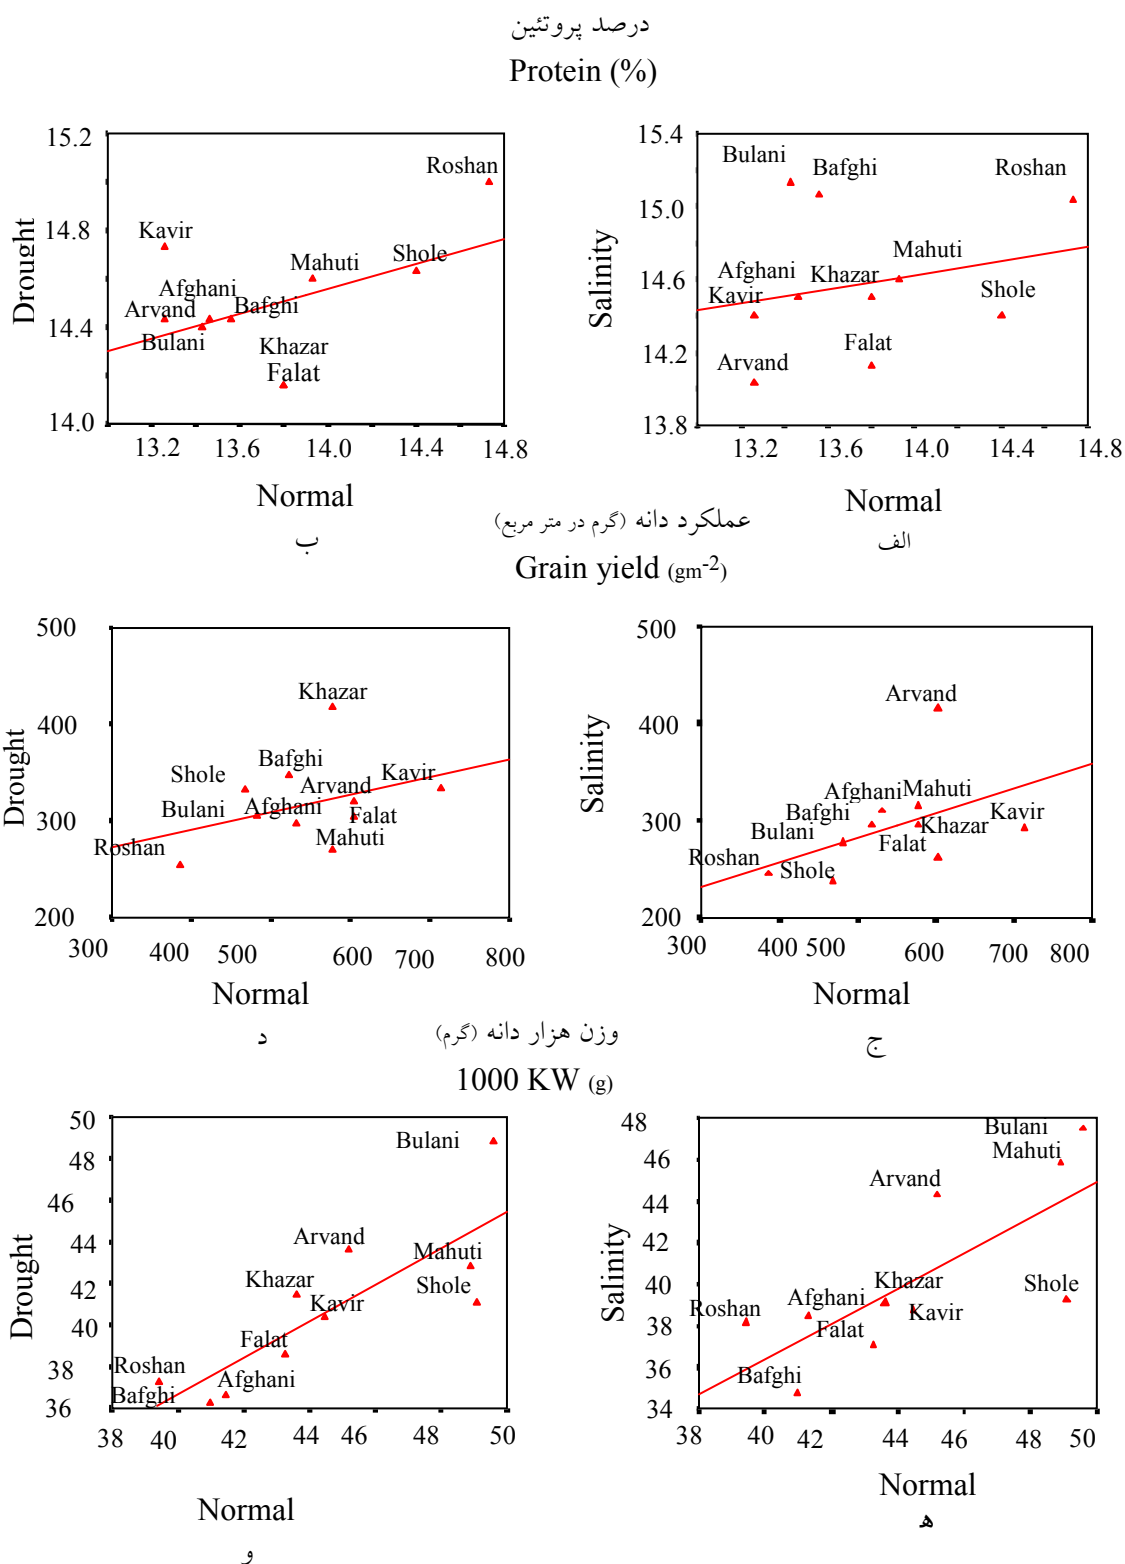 درصد پروتئین
Protein (%)
15.2
14.8
14.4
14.0
Drought
Roshan
Kavir
Mahuti
Shole
Afghani
Arvand
Bafghi
Bulani
Khazar
Falat
13.2 13.6 14.0 14.4 14.8
Normal
ب
15.4
15.0
14.6
14.2
13.8
Salinity
Bulani
Bafghi
Roshan
Mahuti
Afghani
Khazar
Kavir
Shole
Falat
Arvand
13.2 13.6 14.0 14.4 14.8
Normal
الف
عملکرد دانه (گرم در متر مربع)
Grain yield (gm-2)
500
400
300
200
Drought
Khazar
Bafghi
Shole
Kavir
Arvand
Bulani
Afghani
Falat
Mahuti
Roshan
300 400 500 600 700 800
Normal
د
500
400
300
200
Salinity
Arvand
Afghani
Mahuti
Bafghi
Kavir
Khazar
Bulani
Falat
Roshan
Shole
300 400 500 600 700 800
Normal
ج
وزن هزار دانه (گرم)
1000 KW (g)
50
48
46
44
42
40
38
36
Drought
Bulani
Arvand
Mahuti
Khazar
Shole
Kavir
Falat
Roshan
Afghani
Bafghi
38 40 42 44 46 48 50
Normal
و
48
46
44
42
40
38
36
34
Salinity
Bulani
Mahuti
Arvand
Khazar
Shole
Afghani
Roshan
Kavir
Falat
Bafghi
38 40 42 44 46 48 50
Normal
ه